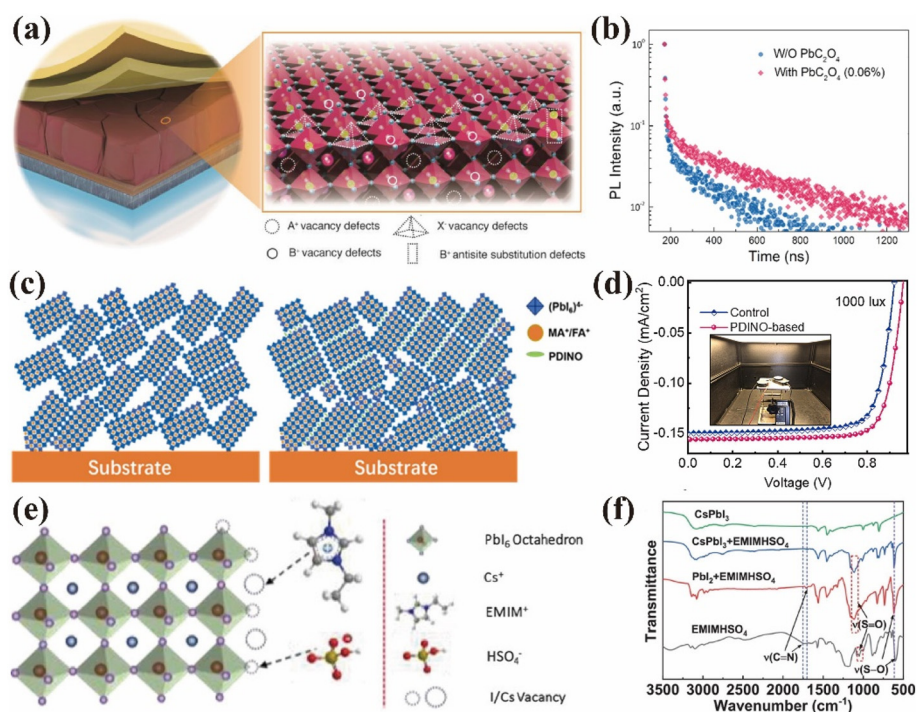 (a)
A⁺ vacancy defects
X⁻ vacancy defects
B⁺ vacancy defects
B⁺ antisite substitution defects
(b)
W/O PbC₂O₄
With PbC₂O₄ (0.06%)
PL Intensity (a.u.)
10⁰
10⁻¹
10⁻²
200 400 600 800 1000 1200
Time (ns)
(c)
(PbI₆)⁴⁻
MA⁺/FA⁺
PDINO
Substrate
Substrate
(d)
1000 lux
Control
PDINO-based
Current Density (mA/cm²)
0.00
-0.05
-0.10
-0.15
0.0 0.2 0.4 0.6 0.8
Voltage (V)
(e)
PbI₆ Octahedron
Cs⁺
EMIM⁺
HSO₄⁻
I/Cs Vacancy
(f)
CsPbI₃
CsPbI₃+EMIMHSO₄
PbI₂+EMIMHSO₄
EMIMHSO₄
ν(S=O)
ν(C=N)
ν(S–O)
Transmittance
3500 3000 2500 2000 1500 1000 500
Wavenumber (cm⁻¹)